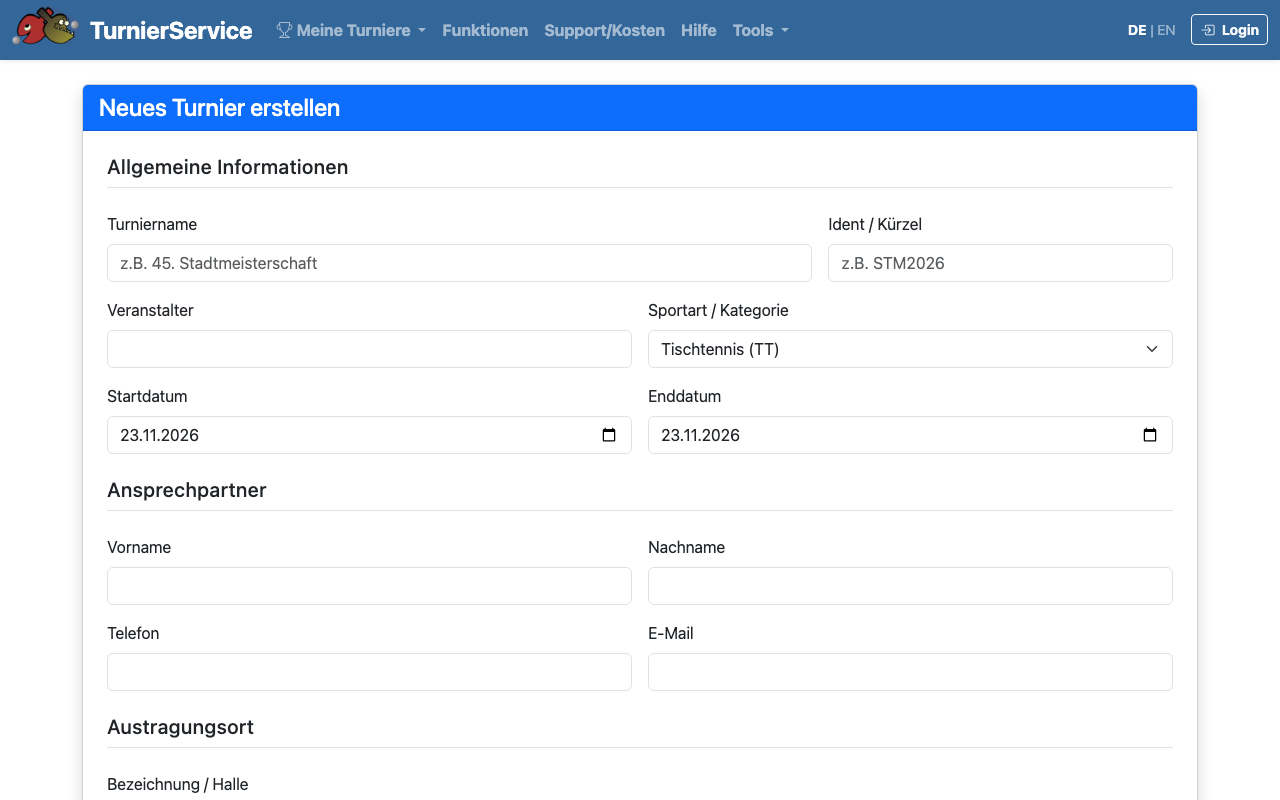 TurnierService Meine Turniere Funktionen Support/Kosten Hilfe Tools DE | EN Login
Neues Turnier erstellen
Allgemeine Informationen
Turniername Ident / Kürzel
z.B. 45. Stadtmeisterschaft z.B. STM2026
Veranstalter Sportart / Kategorie
Tischtennis (TT)
Startdatum Enddatum
23.11.2026 23.11.2026
Ansprechpartner
Vorname Nachname
Telefon E-Mail
Austragungsort
Bezeichnung / Halle